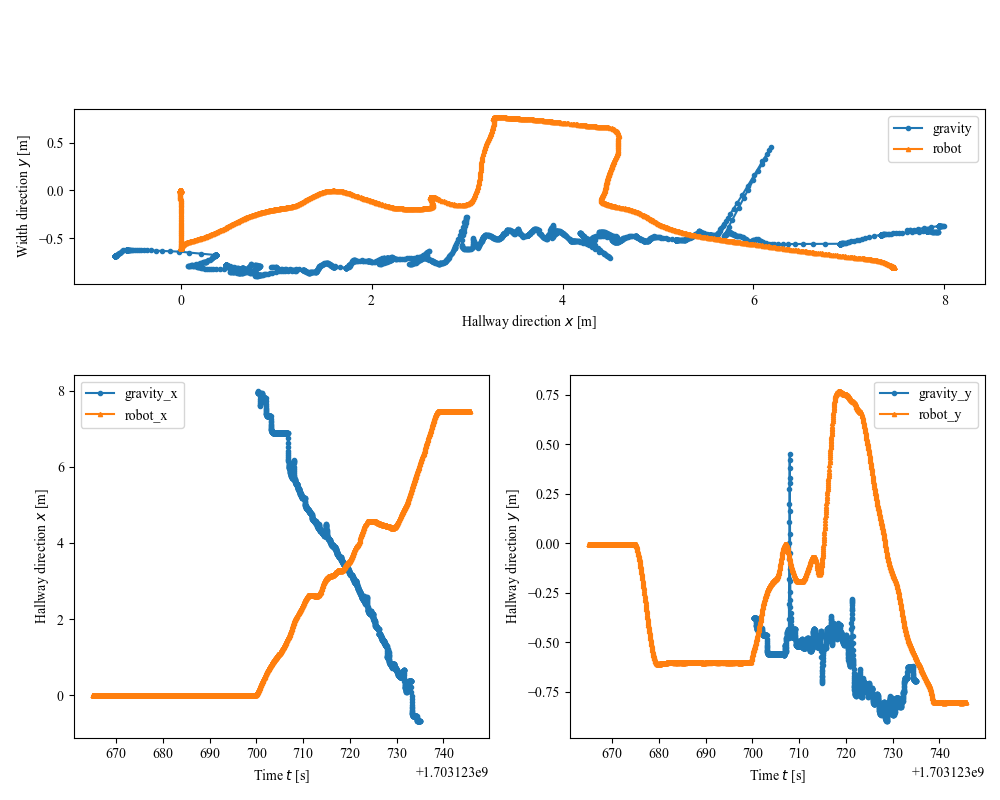 gravity
robot
Width direction y [m]
0.5
0.0
−0.5
0 2 4 6 8
Hallway direction x [m]
gravity_x
robot_x
Hallway direction x [m]
8
6
4
2
0
670 680 690 700 710 720 730 740
+1.703123e9
Time t [s]
gravity_y
robot_y
Hallway direction y [m]
0.75
0.50
0.25
0.00
−0.25
−0.50
−0.75
670 680 690 700 710 720 730 740
+1.703123e9
Time t [s]